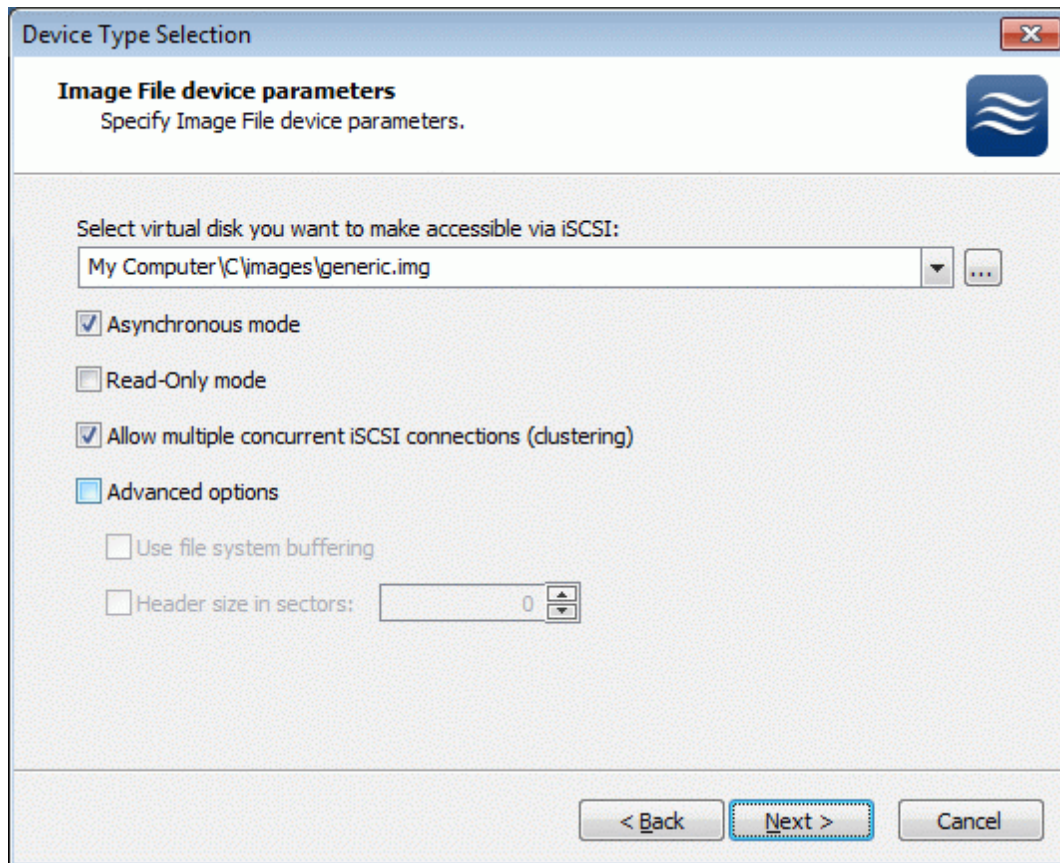 Device Type Selection
Image File device parameters
Specify Image File device parameters.
Select virtual disk you want to make accessible via iSCSI:
My Computer\C\images\generic.img
...
Asynchronous mode
Read-Only mode
Allow multiple concurrent iSCSI connections (clustering)
Advanced options
Use file system buffering
Header size in sectors: 0
< Back Next > Cancel